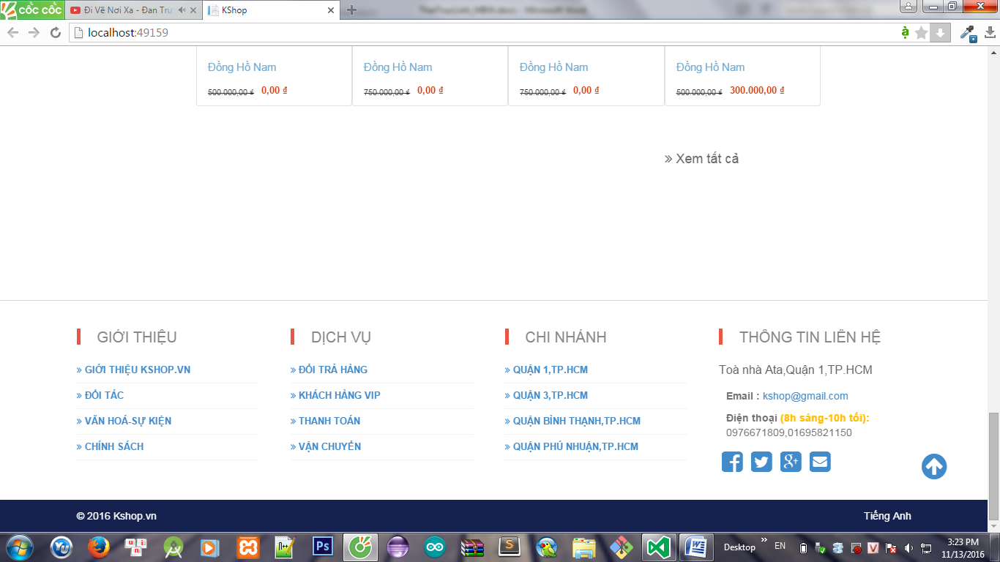 CỐC CỐC
Đi Về Nơi Xa - Đan Trư
KShop
localhost:49159
Đồng Hồ Nam
500.000,00 ₫ 0,00 ₫
Đồng Hồ Nam
750.000,00 ₫ 0,00 ₫
Đồng Hồ Nam
750.000,00 ₫ 0,00 ₫
Đồng Hồ Nam
500.000,00 ₫ 300.000,00 ₫
» Xem tất cả
GIỚI THIỆU
» GIỚI THIỆU KSHOP.VN
» ĐỐI TÁC
» VĂN HOÁ-SỰ KIỆN
» CHÍNH SÁCH
DỊCH VỤ
» ĐỔI TRẢ HÀNG
» KHÁCH HÀNG VIP
» THANH TOÁN
» VẬN CHUYỂN
CHI NHÁNH
» QUẬN 1,TP.HCM
» QUẬN 3,TP.HCM
» QUẬN BÌNH THẠNH,TP.HCM
» QUẬN PHÚ NHUẬN,TP.HCM
THÔNG TIN LIÊN HỆ
Toà nhà Ata,Quận 1,TP.HCM
Email : kshop@gmail.com
Điện thoại (8h sáng-10h tối):
0976671809,01695821150
© 2016 Kshop.vn
Tiếng Anh
Desktop
EN
3:23 PM
11/13/2016